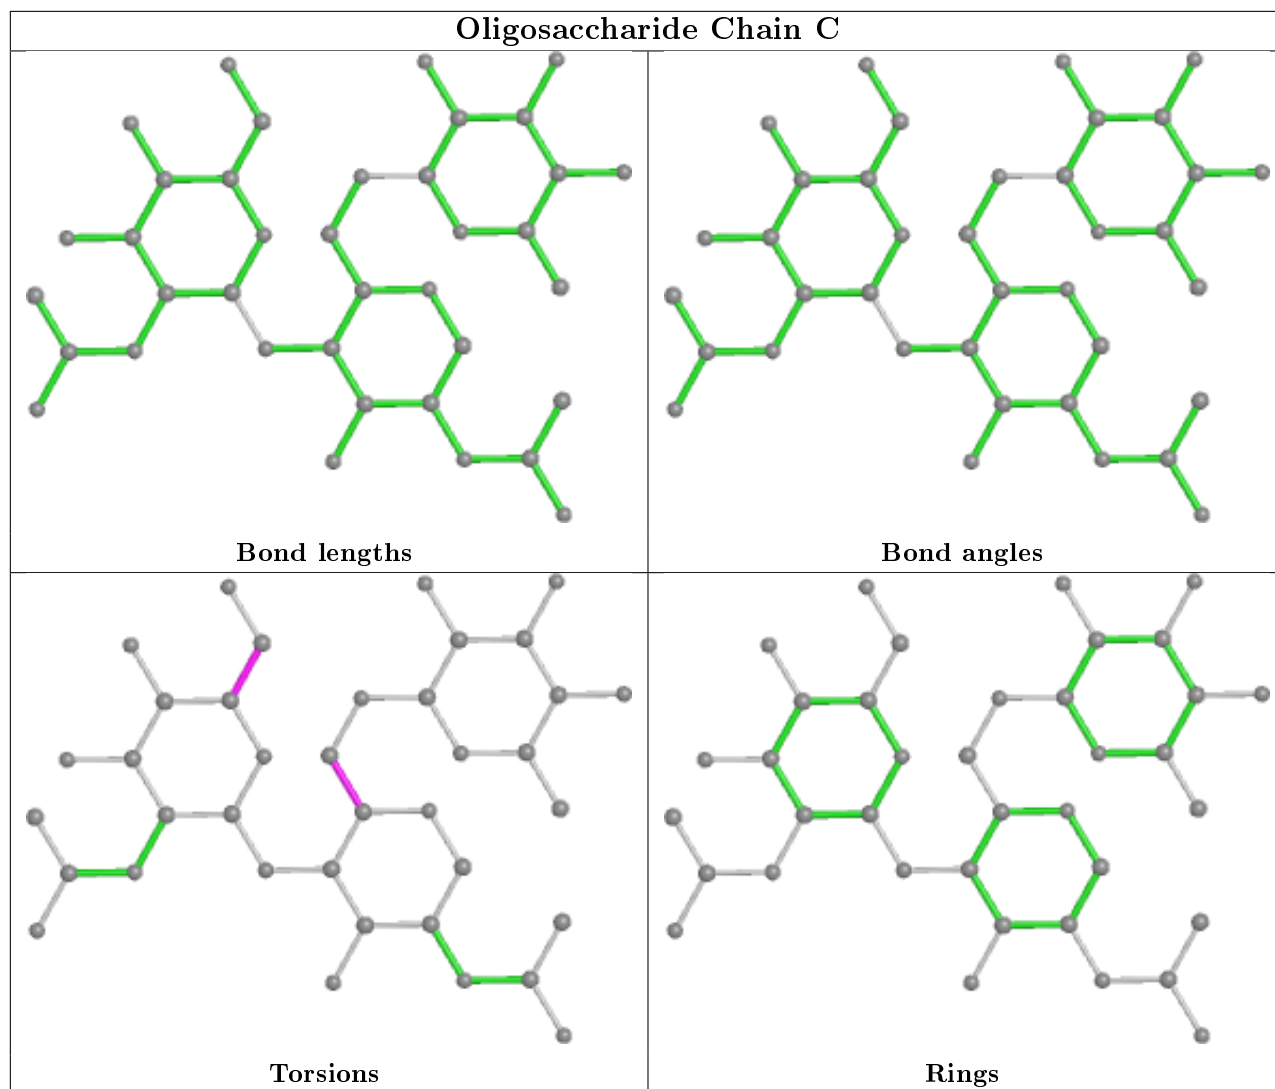 Oligosaccharide Chain C
Bond lengths
Bond angles
Torsions
Rings